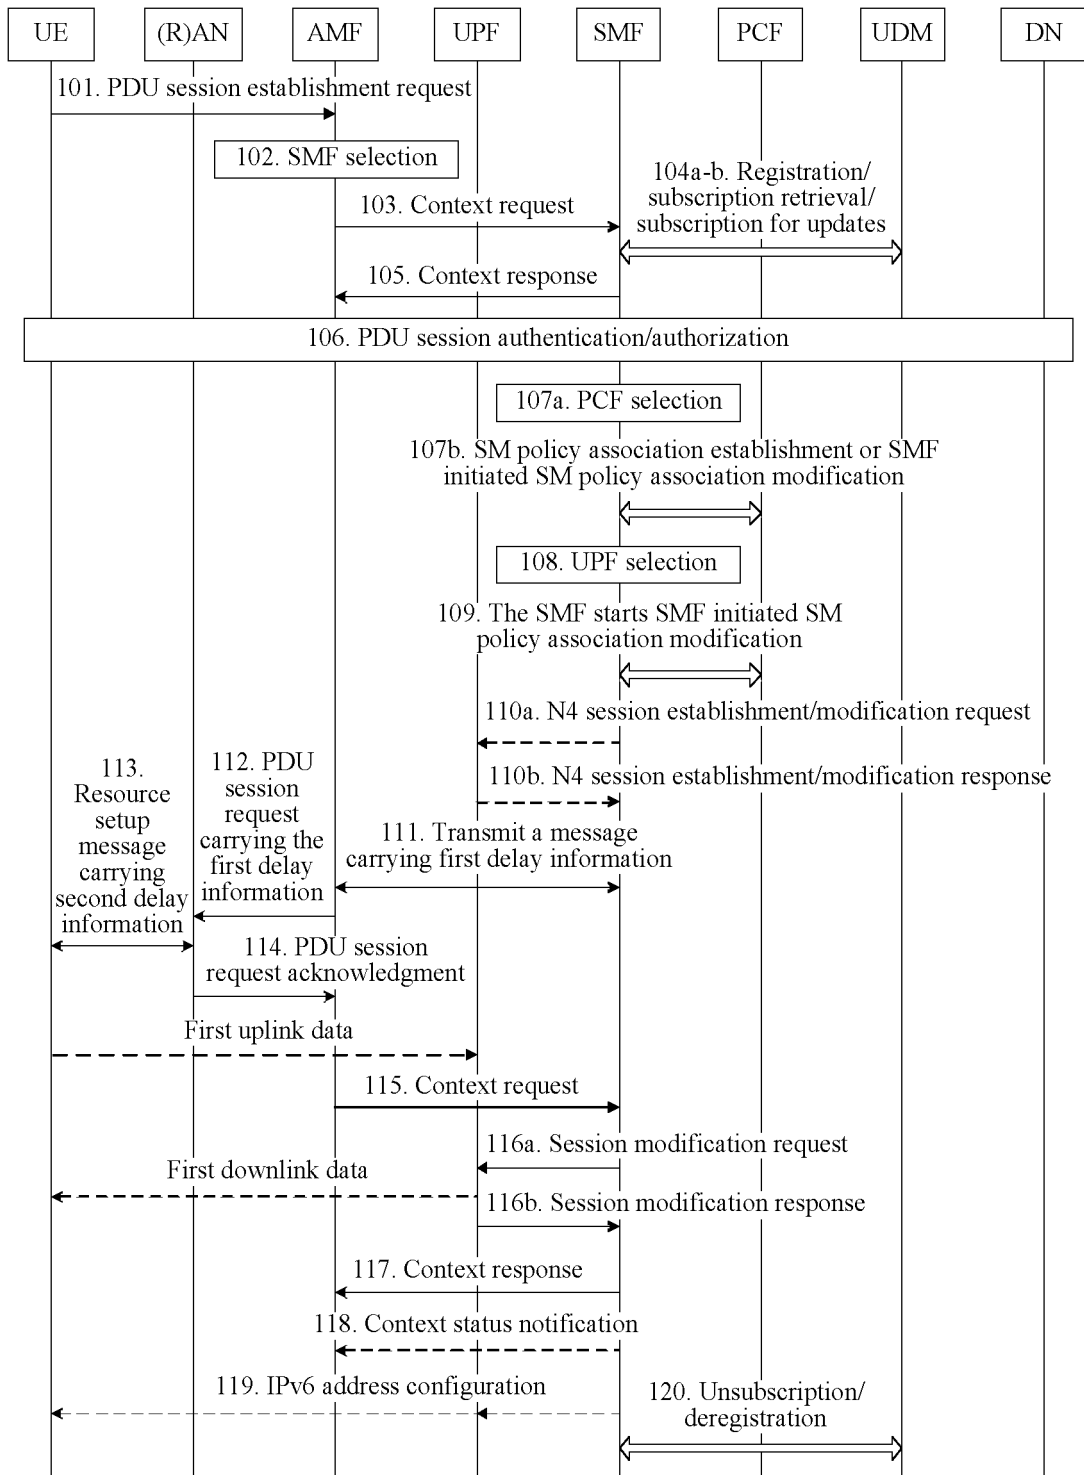 UE
(R)AN
AMF
UPF
SMF
PCF
UDM
DN
101. PDU session establishment request
102. SMF selection
103. Context request
104a-b. Registration/
subscription retrieval/
subscription for updates
105. Context response
106. PDU session authentication/authorization
107a. PCF selection
107b. SM policy association establishment or SMF
initiated SM policy association modification
108. UPF selection
109. The SMF starts SMF initiated SM
policy association modification
110a. N4 session establishment/modification request
110b. N4 session establishment/modification response
111. Transmit a message
carrying first delay information
112. PDU
session
request
carrying the
first delay
information
113.
Resource
setup
message
carrying
second delay
information
114. PDU session
request acknowledgment
First uplink data
115. Context request
116a. Session modification request
First downlink data
116b. Session modification response
117. Context response
118. Context status notification
119. IPv6 address configuration
120. Unsubscription/
deregistration